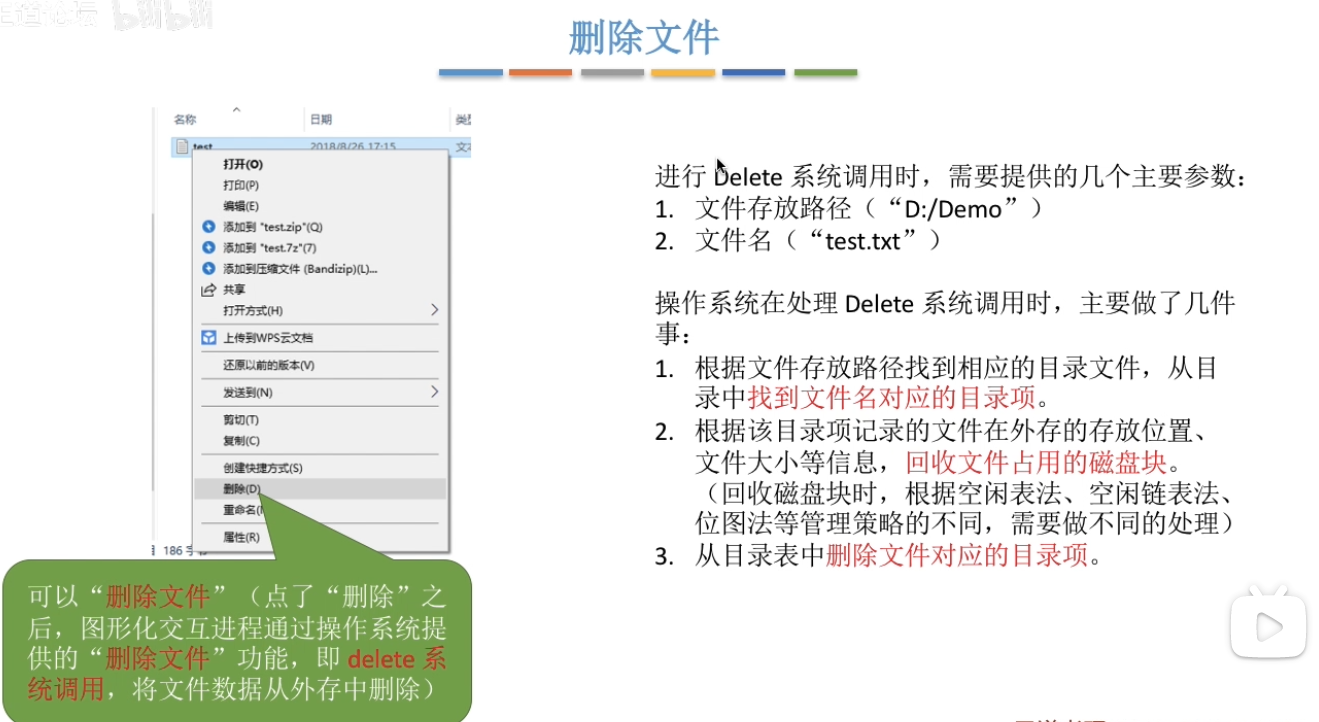 bilibili
删除文件
名称 日期
test 2018/8/26 17:15
打开(O)
打印(P)
编辑(E)
添加到 "test.zip"(Q)
添加到 "test.7z"(7)
添加到压缩文件 (Bandizip)(L)...
共享
打开方式(H)
上传到WPS云文档
还原以前的版本(V)
发送到(N)
剪切(T)
复制(C)
创建快捷方式(S)
删除(D)
重命名
属性(R)
186 字
可以“删除文件”（点了“删除”之
后，图形化交互进程通过操作系统提
供的“删除文件”功能，即 delete 系
统调用，将文件数据从外存中删除）
进行 Delete 系统调用时，需要提供的几个主要参数：
1. 文件存放路径（“D:/Demo”）
2. 文件名（“test.txt”）
操作系统在处理 Delete 系统调用时，主要做了几件
事：
1. 根据文件存放路径找到相应的目录文件，从目
录中找到文件名对应的目录项。
2. 根据该目录项记录的文件在外存的存放位置、
文件大小等信息，回收文件占用的磁盘块。
（回收磁盘块时，根据空闲表法、空闲链表法、
位图法等管理策略的不同，需要做不同的处理）
3. 从目录表中删除文件对应的目录项。